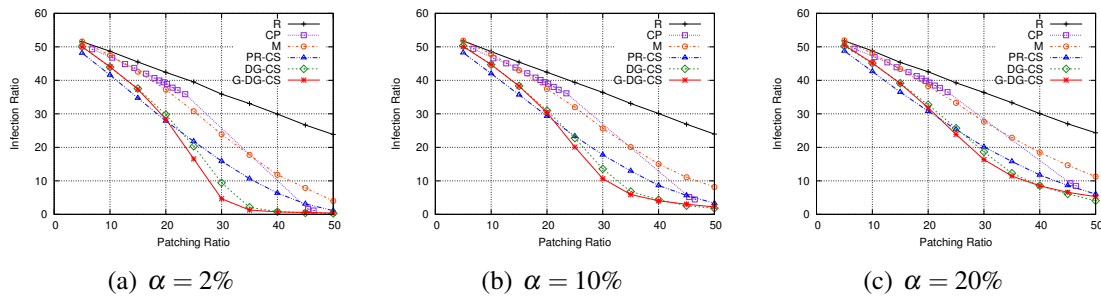 60
50
40
30
20
10
0
Infection Ratio
0 10 20 30 40 50
Patching Ratio
R
CP
M
PR-CS
DG-CS
G-DG-CS
(a) α = 2%
60
50
40
30
20
10
0
Infection Ratio
0 10 20 30 40 50
Patching Ratio
R
CP
M
PR-CS
DG-CS
G-DG-CS
(b) α = 10%
60
50
40
30
20
10
0
Infection Ratio
0 10 20 30 40 50
Patching Ratio
R
CP
M
PR-CS
DG-CS
G-DG-CS
(c) α = 20%